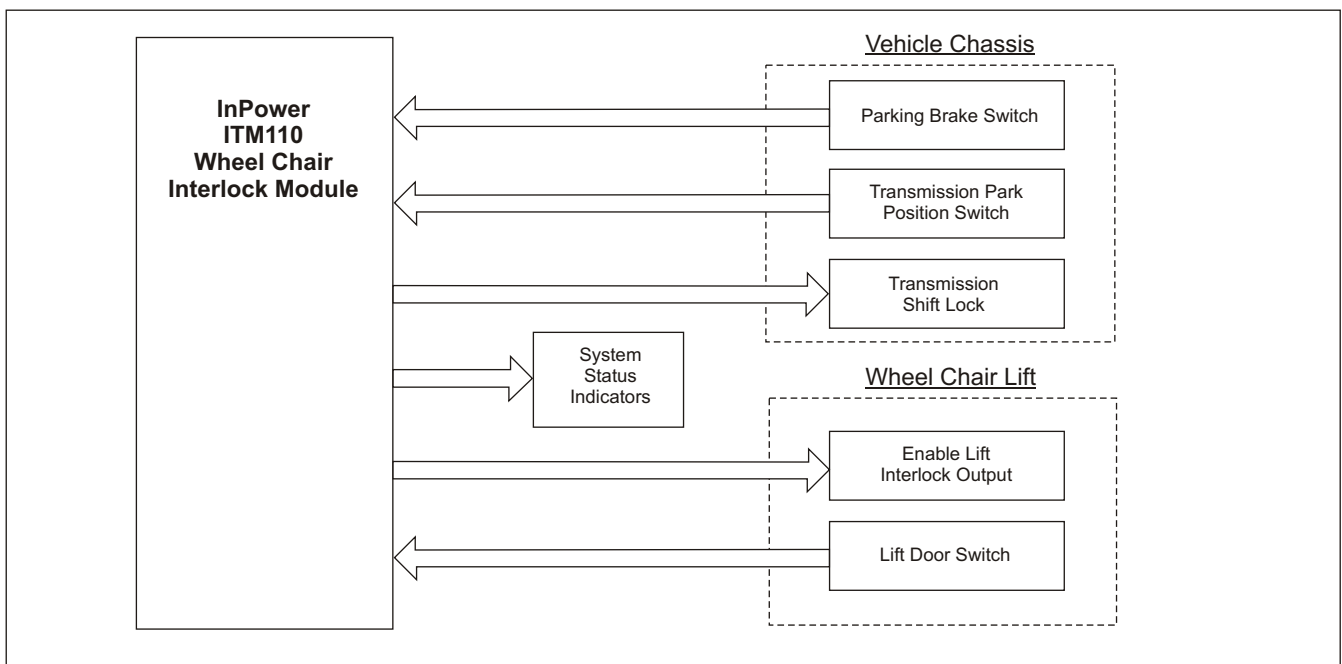 InPower
ITM110
Wheel Chair
Interlock Module
Vehicle Chassis
Parking Brake Switch
Transmission Park
Position Switch
Transmission
Shift Lock
System
Status
Indicators
Wheel Chair Lift
Enable Lift
Interlock Output
Lift Door Switch